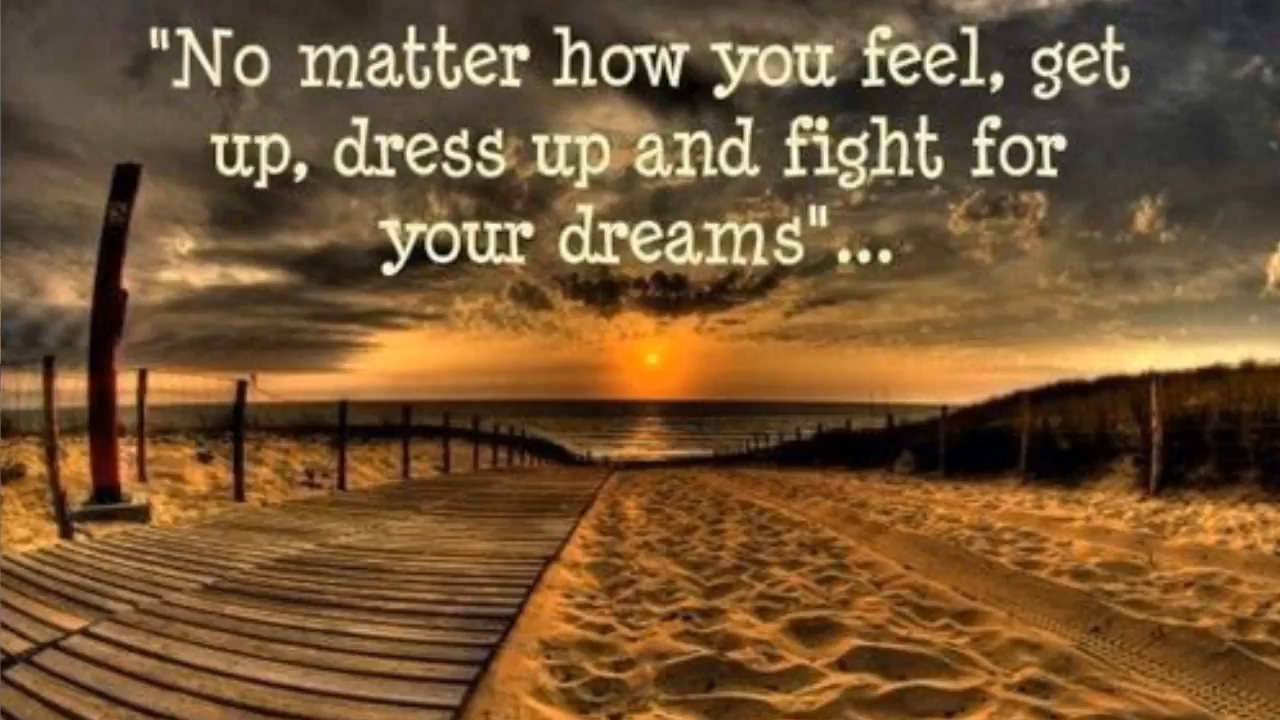 "No matter how you feel, get
up, dress up and fight for
your dreams"...